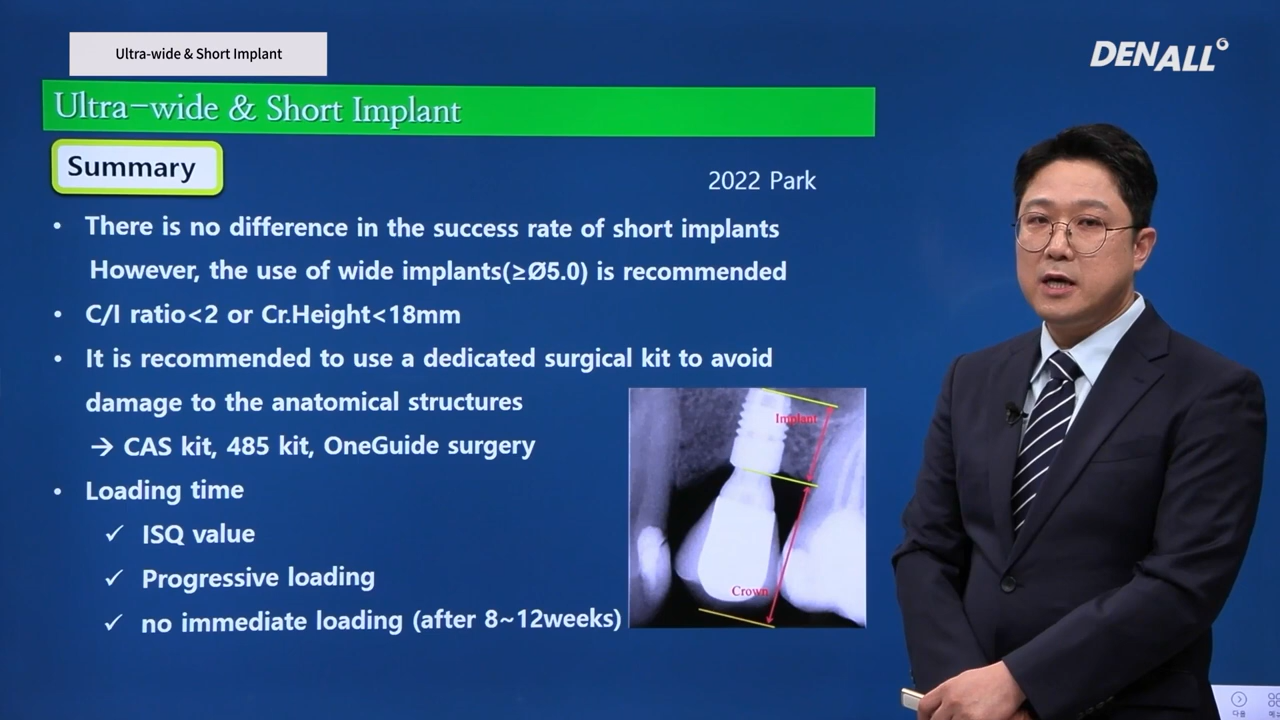 Ultra-wide & Short Implant
DENALL
Ultra-wide & Short Implant
Summary
2022 Park
• There is no difference in the success rate of short implants
However, the use of wide implants(≥Ø5.0) is recommended
• C/I ratio<2 or Cr.Height<18mm
• It is recommended to use a dedicated surgical kit to avoid
damage to the anatomical structures
→ CAS kit, 485 kit, OneGuide surgery
• Loading time
✓ ISQ value
✓ Progressive loading
✓ no immediate loading (after 8~12weeks)
Implant
Crown
다음